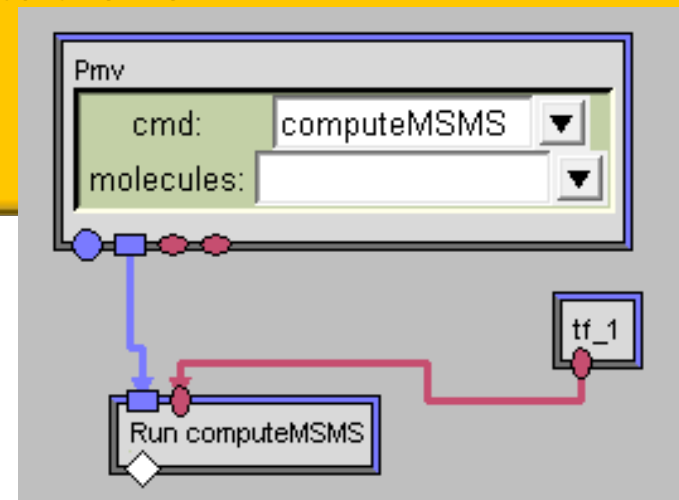 Pmv
cmd: computeMSMS
molecules:
tf_1
Run computeMSMS